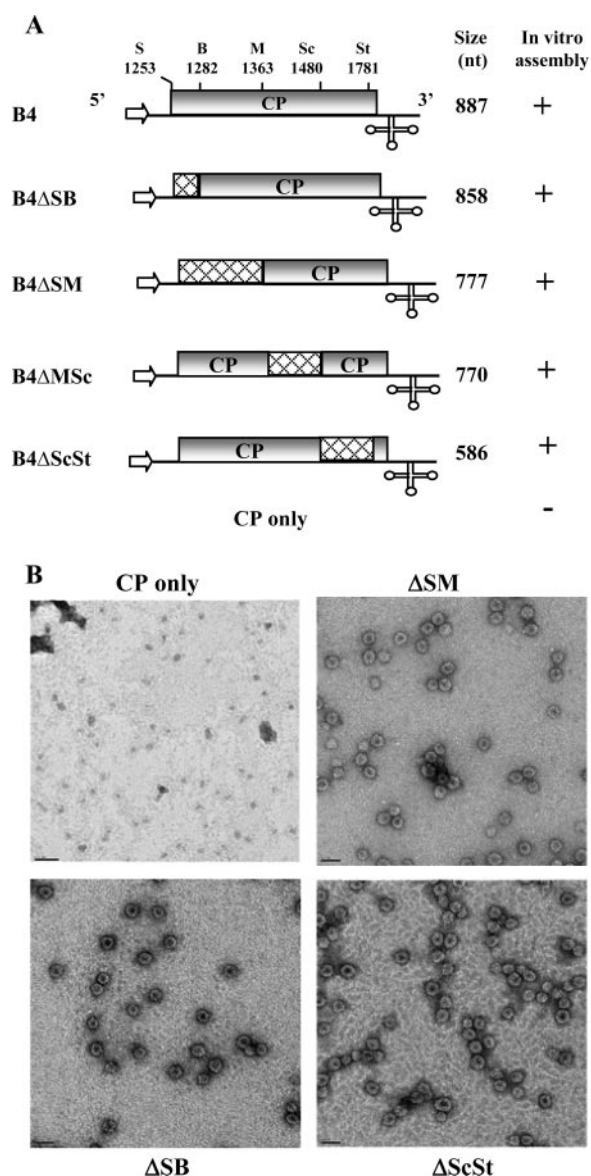 A
S B M Sc St
1253 1282 1363 1480 1781
Size (nt)
In vitro assembly
5’ 3’
B4 CP 887 +
B4ΔSB CP 858 +
B4ΔSM CP 777 +
B4ΔMSc CP CP 770 +
B4ΔScSt CP 586 +
CP only -
B
CP only ΔSM
ΔSB ΔScSt